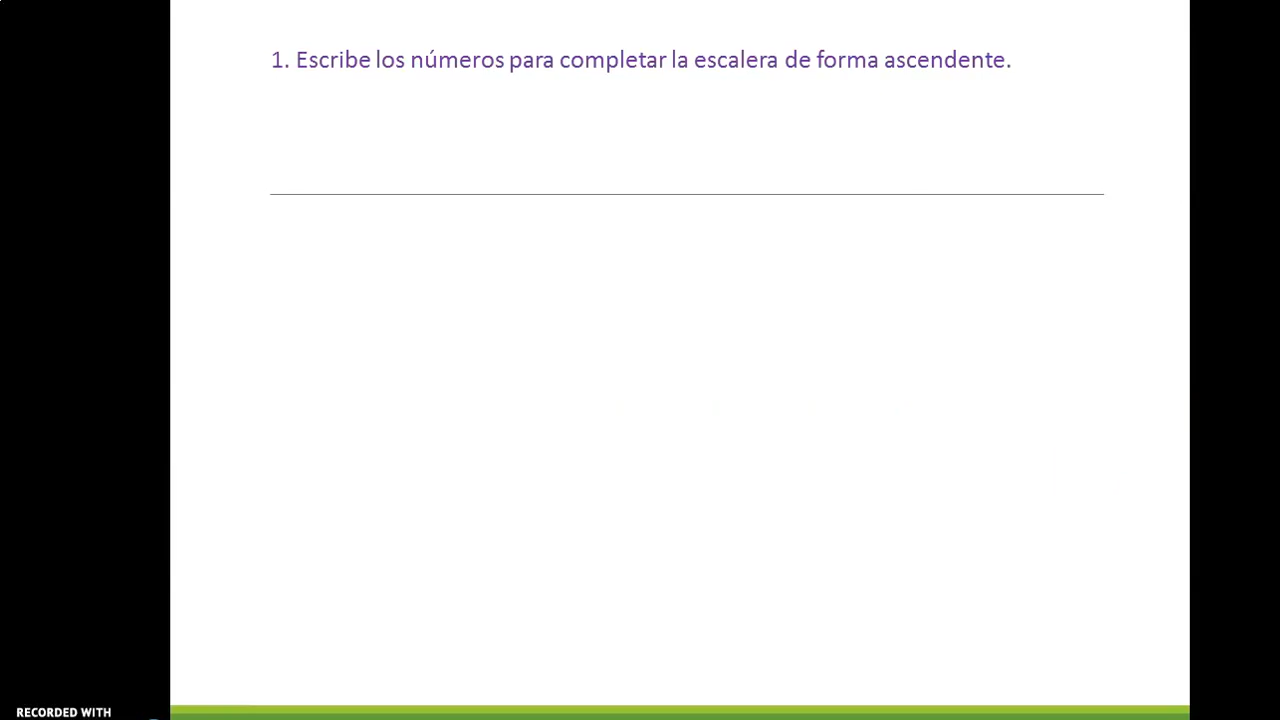 1. Escribe los números para completar la escalera de forma ascendente.
RECORDED WITH